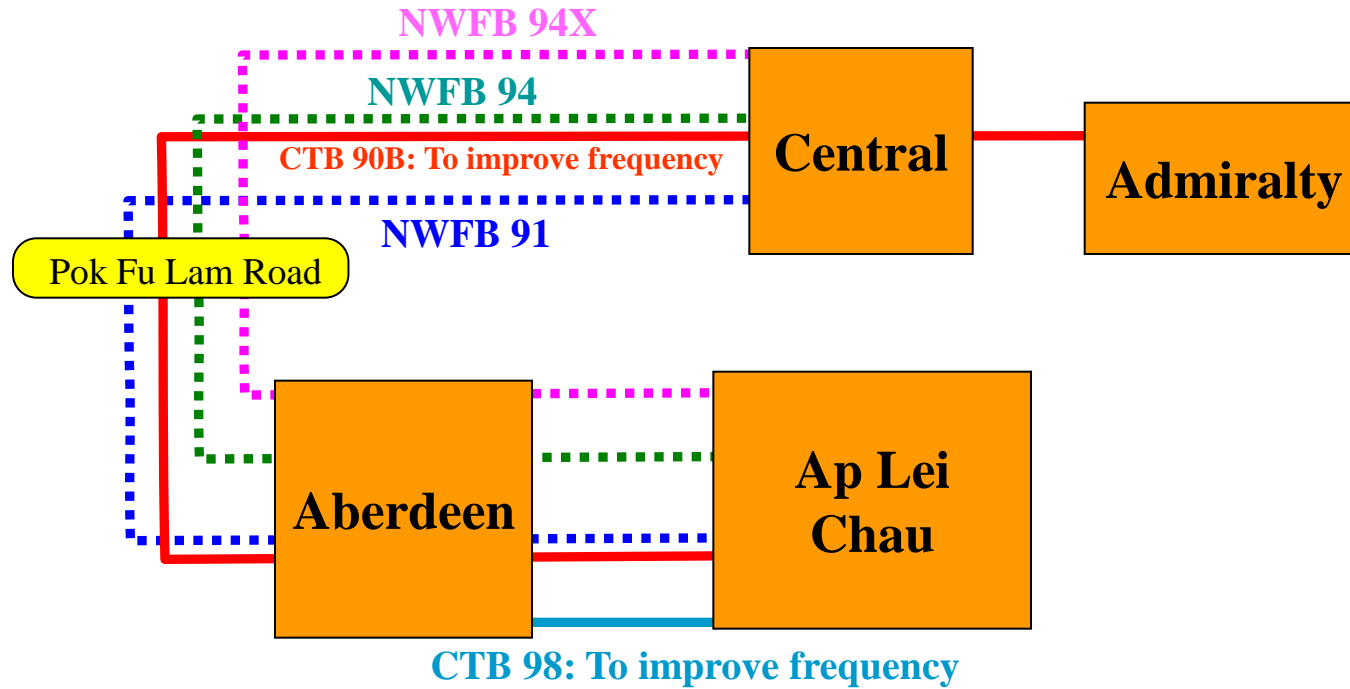 NWFB 94X
NWFB 94
CTB 90B: To improve frequency
NWFB 91
Central
Admiralty
Pok Fu Lam Road
Aberdeen
Ap Lei
Chau
CTB 98: To improve frequency